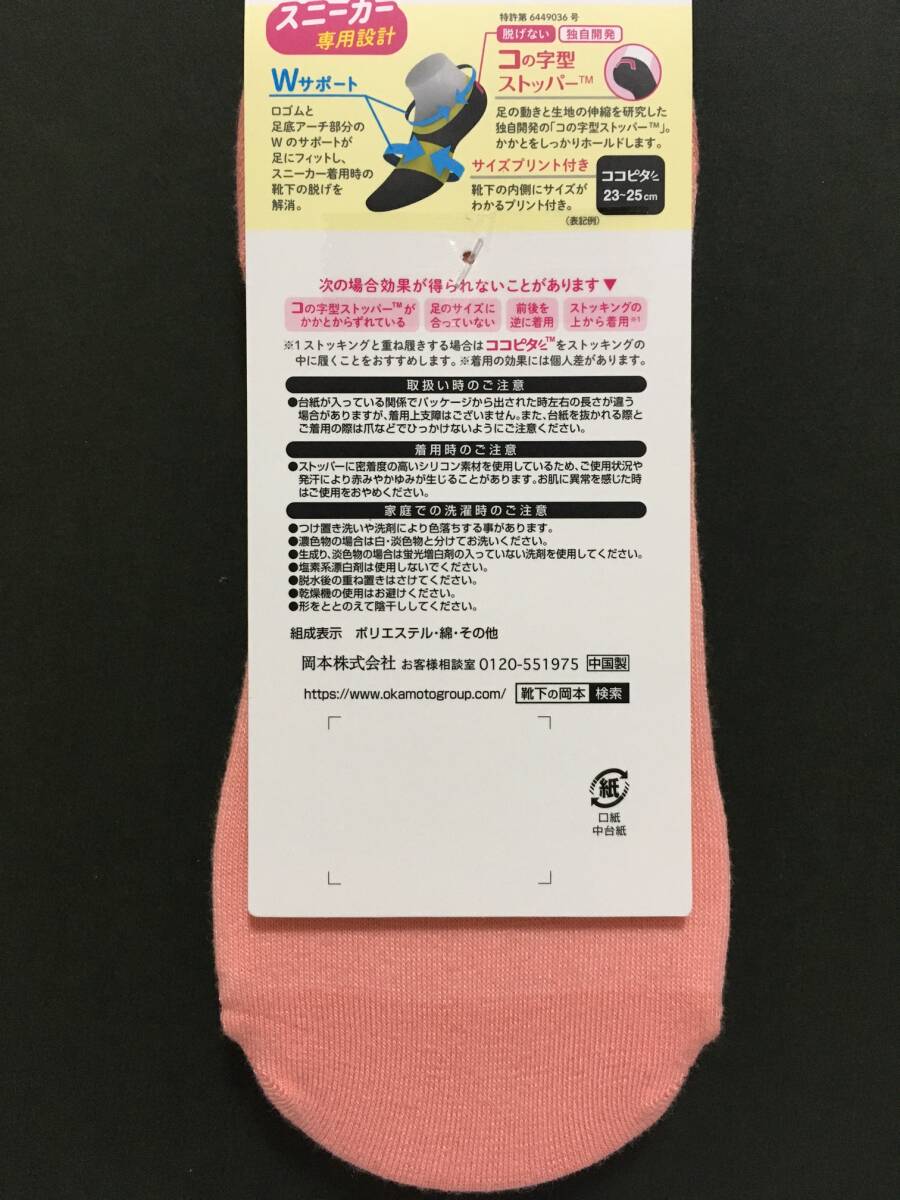 スニーカー
専用設計
Wサポート
口ゴムと
足底アーチ部分の
Wのサポートが
足にフィットし、
スニーカー着用時の
靴下の脱げを
解消。
特許第6449036号
脱げない 独自開発
コの字型
ストッパー™
足の動きと生地の伸縮を研究した
独自開発の「コの字型ストッパー™」。
かかとをしっかりホールドします。
サイズプリント付き
靴下の内側にサイズが
わかるプリント付き。
ココピタッ
23~25cm
(表記例)
次の場合効果が得られないことがあります▼
コの字型ストッパー™が
かかとからずれている
足のサイズに
合っていない
前後を
逆に着用
ストッキングの
上から着用※1
※1ストッキングと重ね履きする場合はココピタッ™をストッキングの
中に履くことをおすすめします。※着用の効果には個人差があります。
取扱い時のご注意
●台紙が入っている関係でパッケージから出された時左右の長さが違う
場合がありますが、着用上支障はございません。また、台紙を抜かれる際と
ご着用の際は爪などでひっかけないようにご注意ください。
着用時のご注意
●ストッパーに密着度の高いシリコン素材を使用しているため、ご使用状況や
発汗により赤みやかゆみが生じることがあります。お肌に異常を感じた時
はご使用をおやめください。
家庭での洗濯時のご注意
●つけ置き洗いや洗剤により色落ちする事があります。
●濃色物の場合は白・淡色物と分けてお洗いください。
●生成り、淡色物の場合は蛍光増白剤の入っていない洗剤を使用してください。
●塩素系漂白剤は使用しないでください。
●脱水後の重ね置きはさけてください。
●乾燥機の使用はお避けください。
●形をととのえて陰干ししてください。
組成表示 ポリエステル・綿・その他
岡本株式会社 お客様相談室 0120-551975 中国製
https://www.okamotogroup.com/ 靴下の岡本 検索
紙
口紙
中台紙